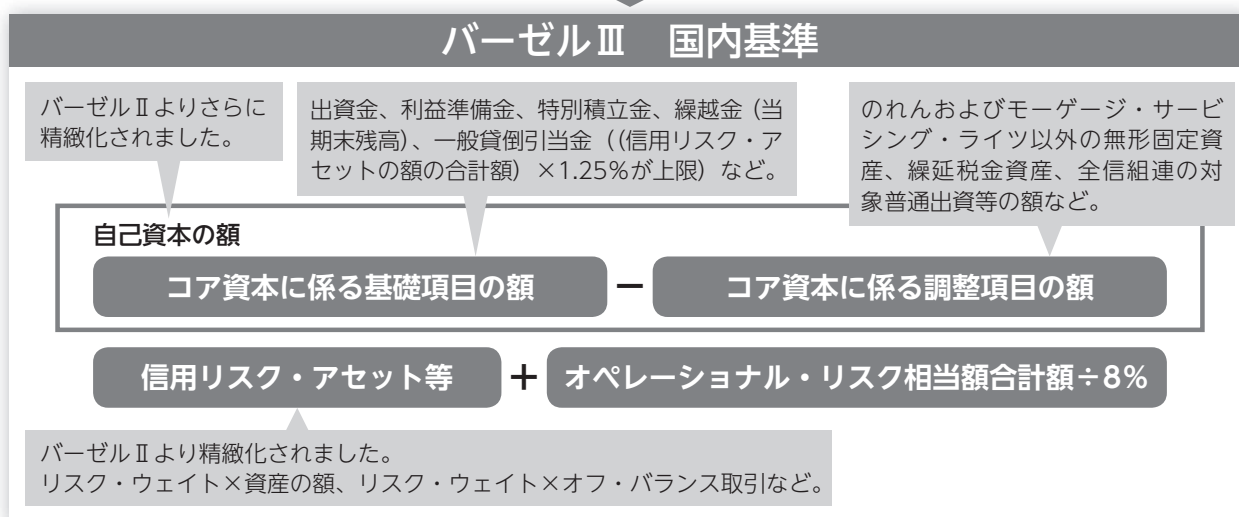 バーゼルⅢ　国内基準
バーゼルⅡよりさらに
精緻化されました。
出資金、利益準備金、特別積立金、繰越金（当
期末残高）、一般貸倒引当金（（信用リスク・ア
セットの額の合計額）×1.25%が上限）など。
のれんおよびモーゲージ・サービ
シング・ライツ以外の無形固定資
産、繰延税金資産、全信組連の対
象普通出資等の額など。
自己資本の額
コア資本に係る基礎項目の額 － コア資本に係る調整項目の額
信用リスク・アセット等 ＋ オペレーショナル・リスク相当額合計額÷8%
バーゼルⅡより精緻化されました。
リスク・ウェイト×資産の額、リスク・ウェイト×オフ・バランス取引など。